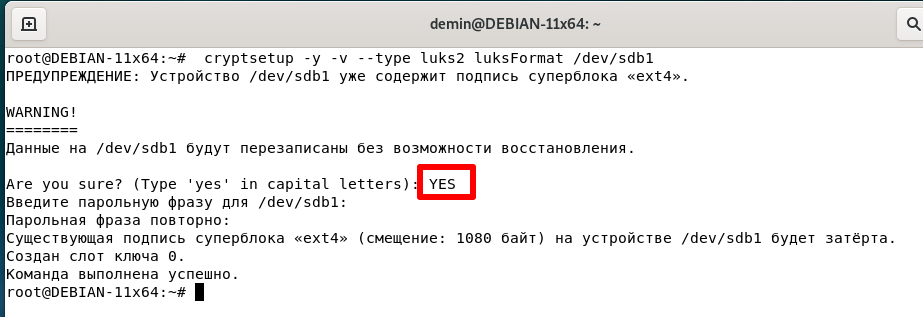 demin@DEBIAN-11x64: ~
root@DEBIAN-11x64:~#  cryptsetup -y -v --type luks2 luksFormat /dev/sdb1
ПРЕДУПРЕЖДЕНИЕ: Устройство /dev/sdb1 уже содержит подпись суперблока «ext4».
WARNING!
========
Данные на /dev/sdb1 будут перезаписаны без возможности восстановления.
Are you sure? (Type 'yes' in capital letters): YES
Введите парольную фразу для /dev/sdb1:
Парольная фраза повторно:
Существующая подпись суперблока «ext4» (смещение: 1080 байт) на устройстве /dev/sdb1 будет затёрта.
Создан слот ключа 0.
Команда выполнена успешно.
root@DEBIAN-11x64:~#